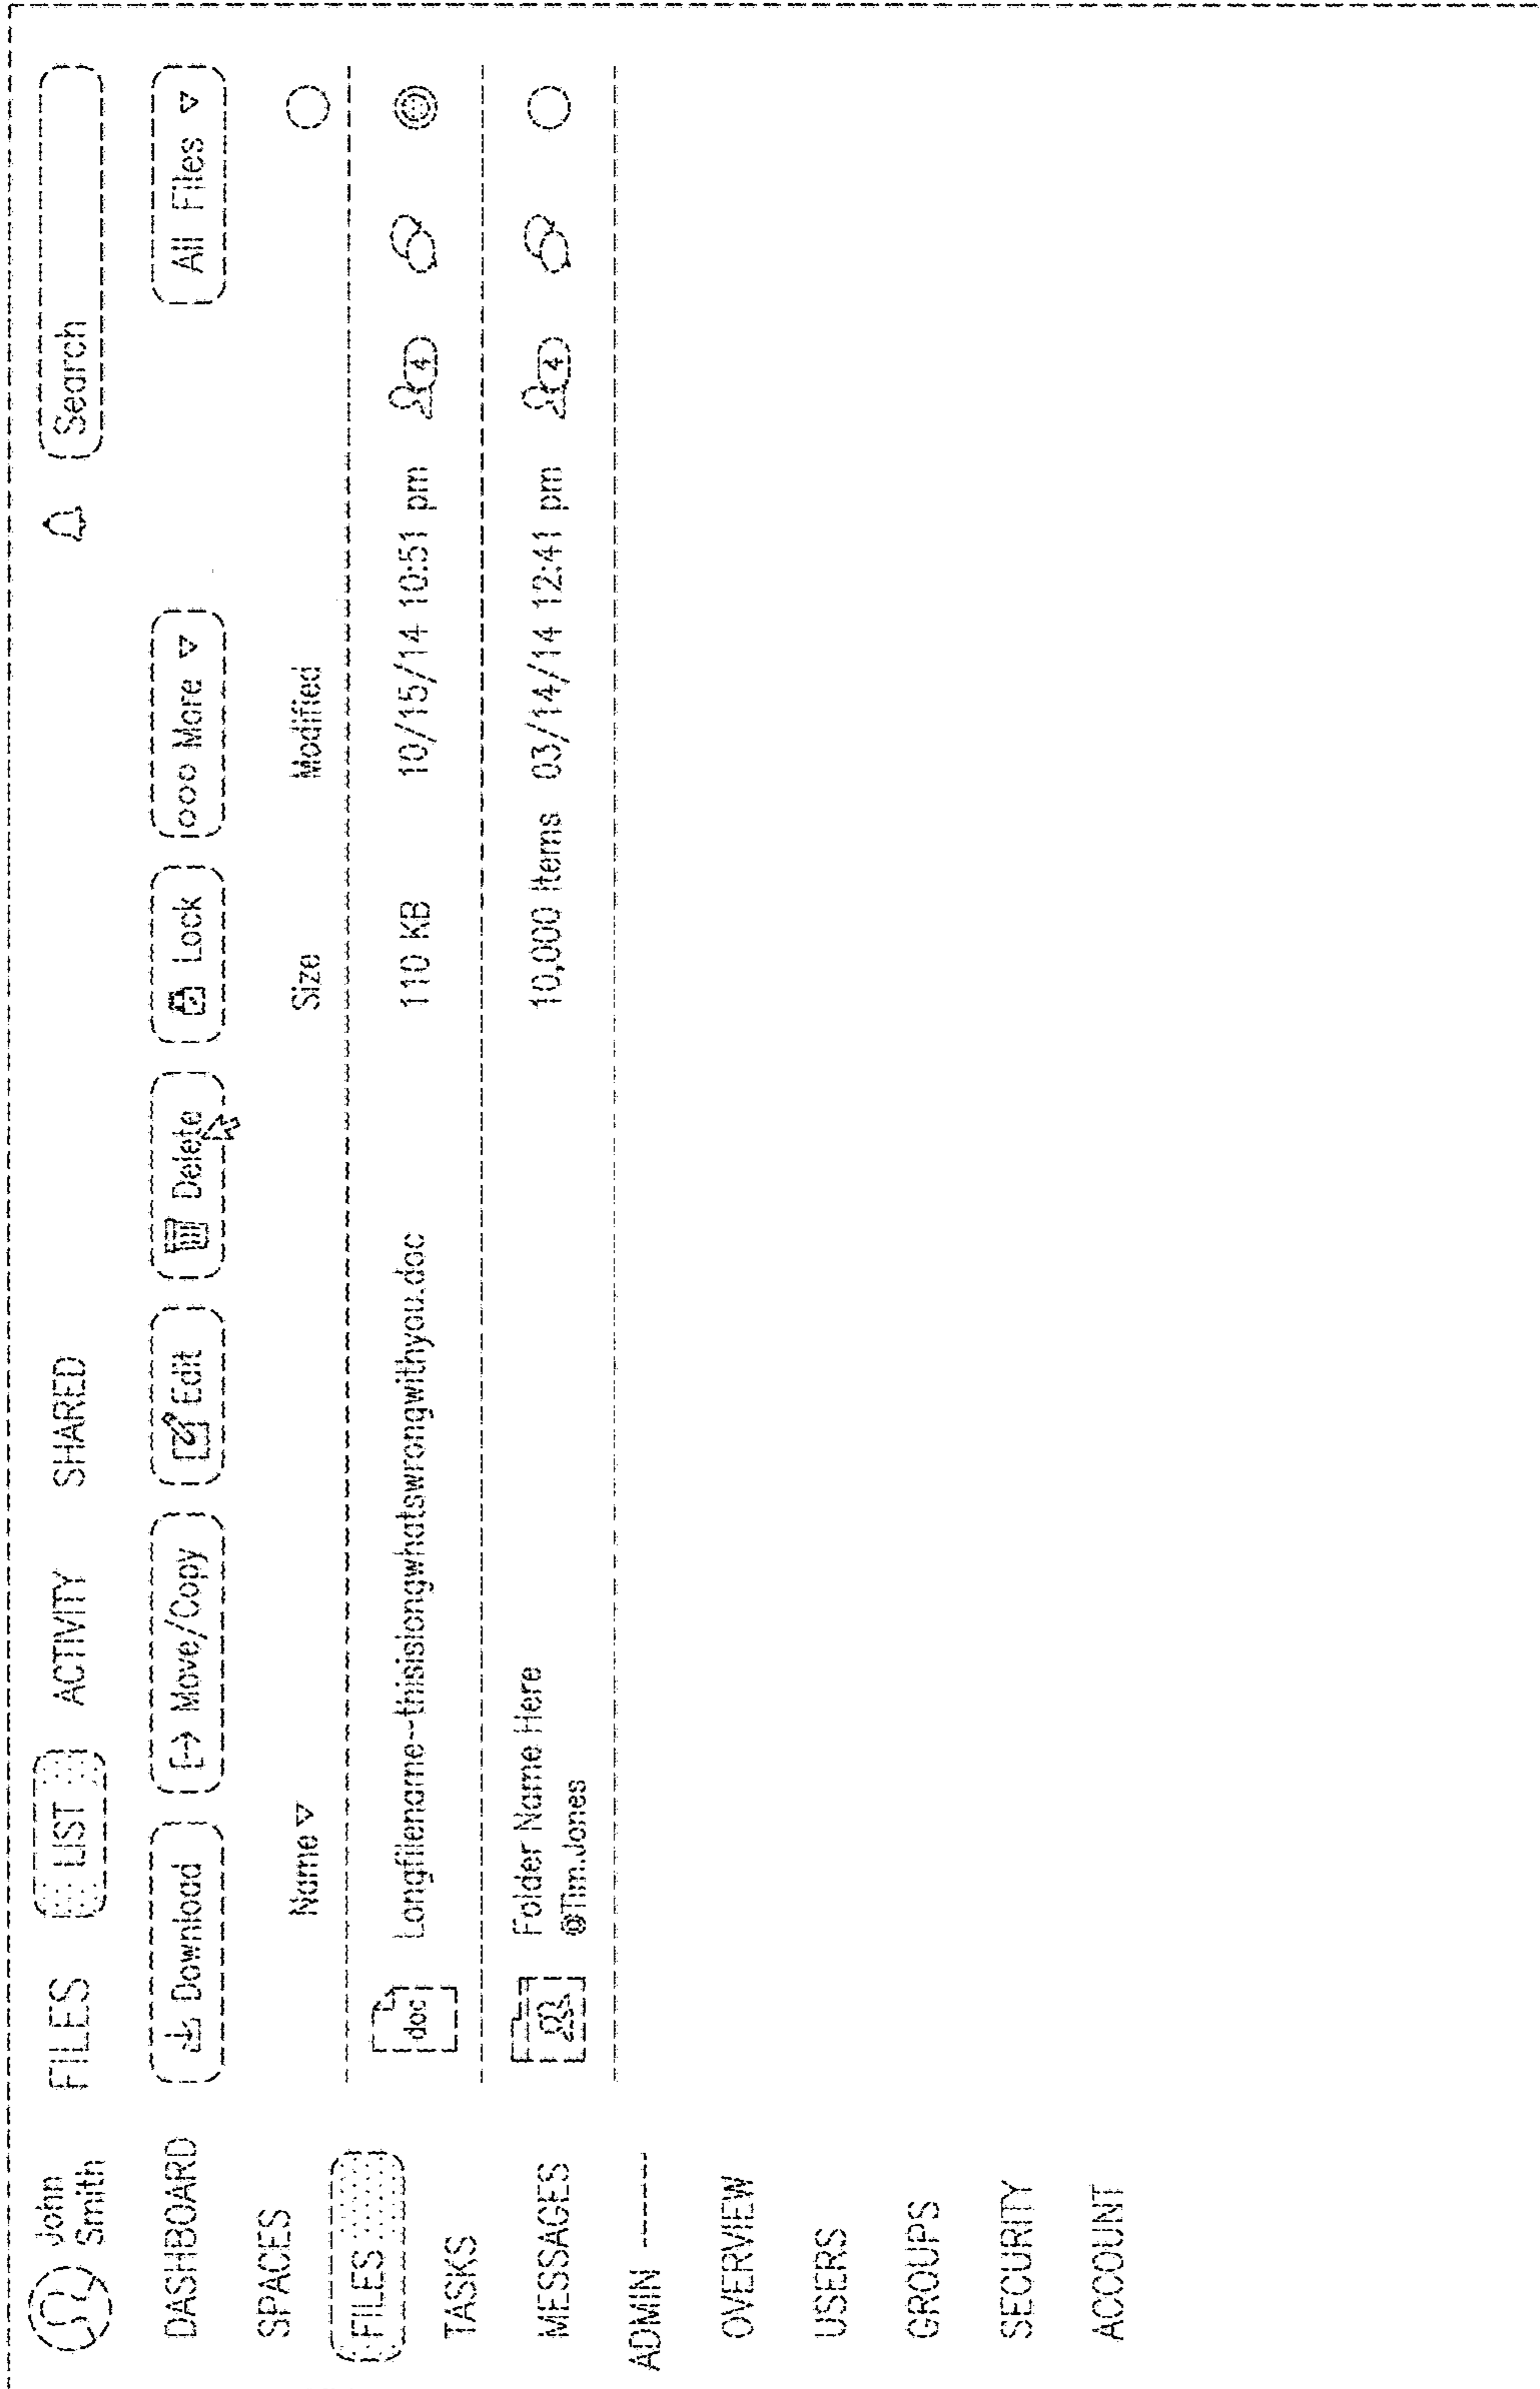 John
Smith
FILES
LIST
ACTIVITY
SHARED
Search
DASHBOARD
SPACES
FILES
TASKS
MESSAGES
ADMIN
OVERVIEW
USERS
GROUPS
SECURITY
ACCOUNT
Download
Move/Copy
Edit
Delete
Lock
ooo More
All Files
Name
Size
Modified
doc
Longfilename--thisislongwhatswrongwithyou.doc
110 KB
10/15/14 10:51 pm
4
Folder Name Here
@Tim.Jones
10,000 Items
03/14/14 12:41 pm
4